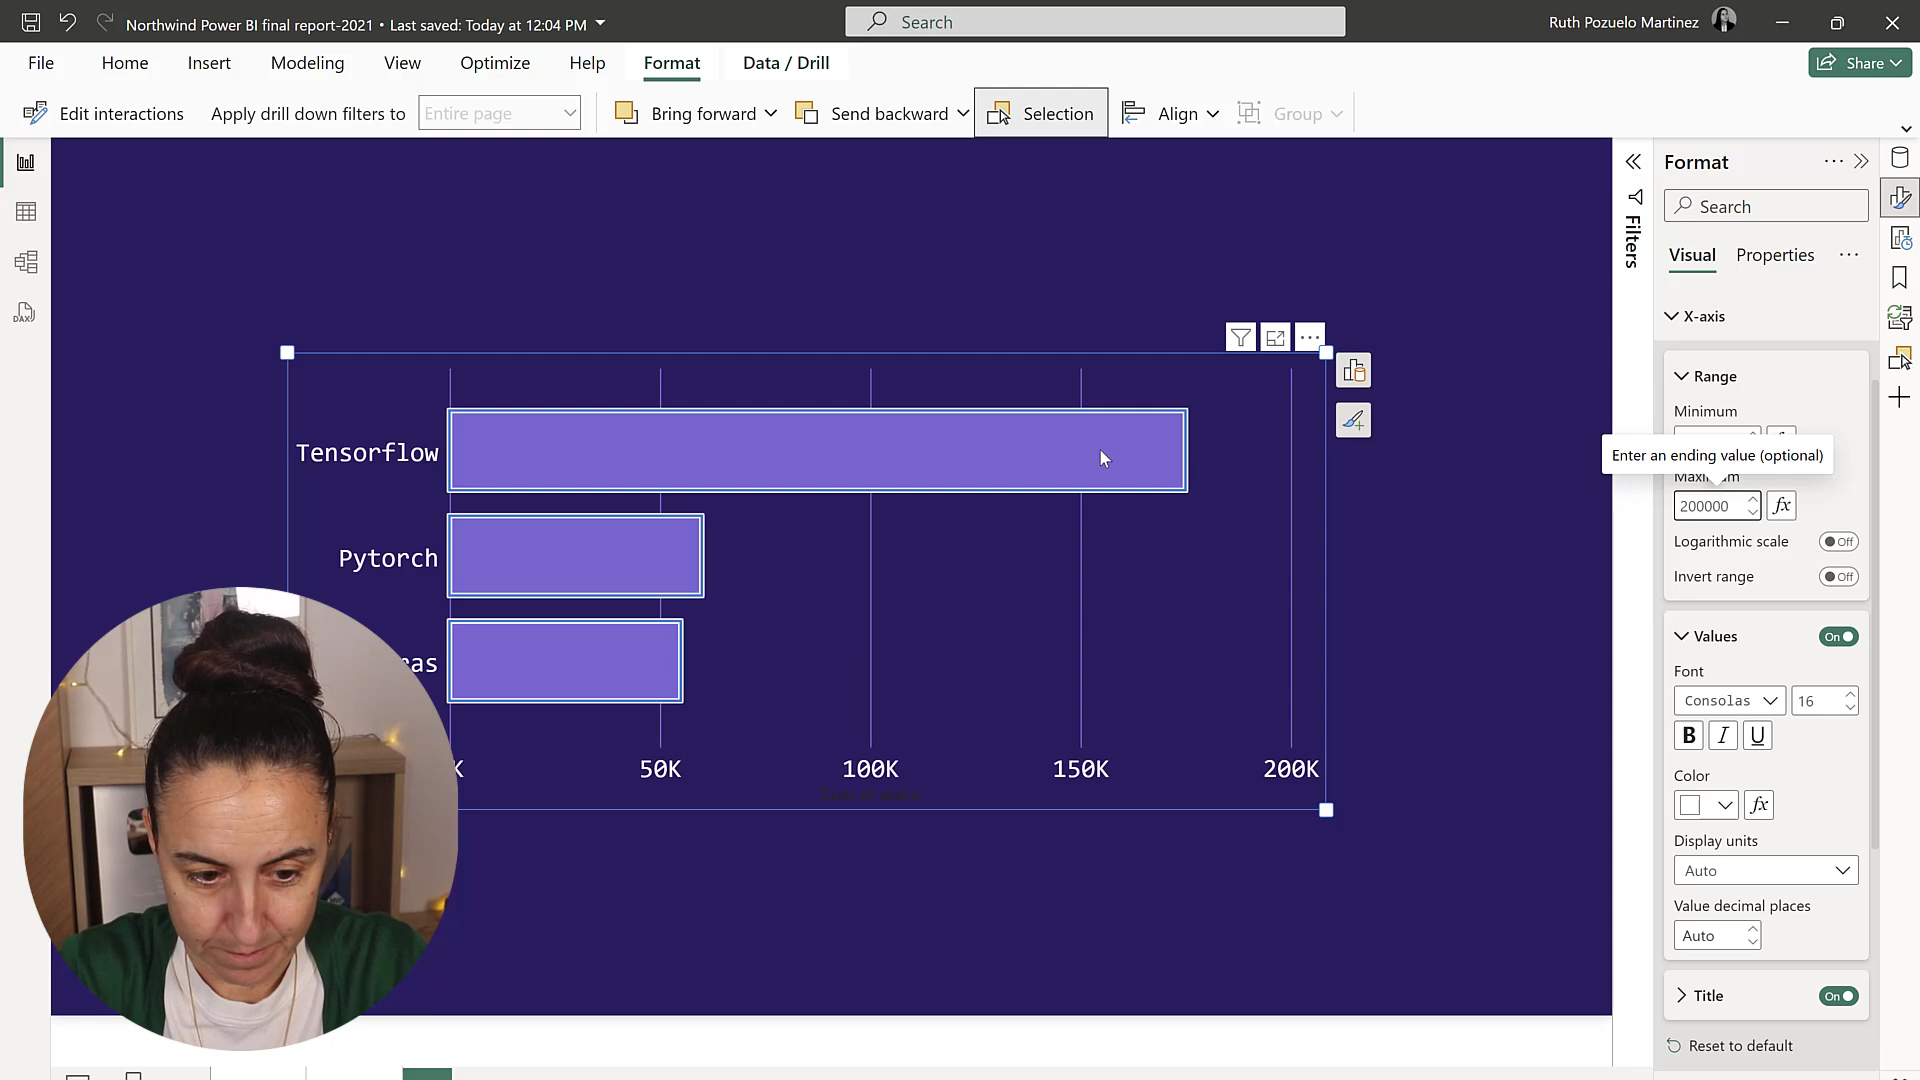 Northwind Power BI final report-2021 • Last saved: Today at 12:04 PM
Search
Ruth Pozuelo Martinez
File
Home
Insert
Modeling
View
Optimize
Help
Format
Data / Drill
Share
Edit interactions
Apply drill down filters to
Entire page
Bring forward
Send backward
Selection
Align
Group
Filters
Format
Search
Visual
Properties
X-axis
Range
Minimum
Enter an ending value (optional)
Maximum
200000
fx
Logarithmic scale
Off
Invert range
Off
Values
On
Font
Consolas
16
B
I
U
Color
fx
Display units
Auto
Value decimal places
Auto
Title
On
Reset to default
DAX
Tensorflow
Pytorch
as
K
50K
100K
150K
200K